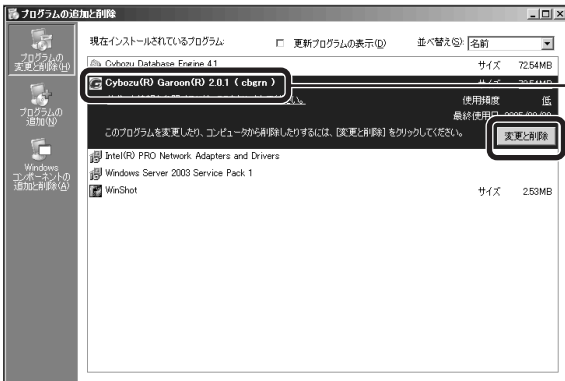 プログラムの追加と削除
プログラムの
変更と削除(H)
プログラムの
追加(N)
Windows
コンポーネントの
追加と削除(A)
現在インストールされているプログラム:
更新プログラムの表示(D)
並べ替え(S): 名前
Cybozu Database Engine 4.1
サイズ 72.54MB
Cybozu(R) Garoon(R) 2.0.1 ( cbgrn )
い。
使用頻度 低
最終使用日
このプログラムを変更したり、コンピュータから削除したりするには、[変更と削除] をクリックしてください。
変更と削除
Intel(R) PRO Network Adapters and Drivers
Windows Server 2003 Service Pack 1
WinShot
サイズ 2.53MB